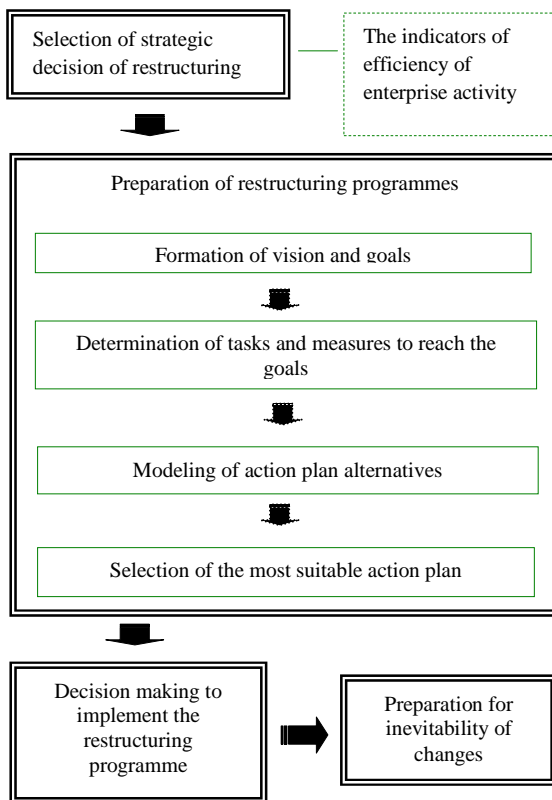 Selection of strategic
decision of restructuring
The indicators of
efficiency of
enterprise activity
Preparation of restructuring programmes
Formation of vision and goals
Determination of tasks and measures to reach the
goals
Modeling of action plan alternatives
Selection of the most suitable action plan
Decision making to
implement the
restructuring
programme
Preparation for
inevitability of
changes